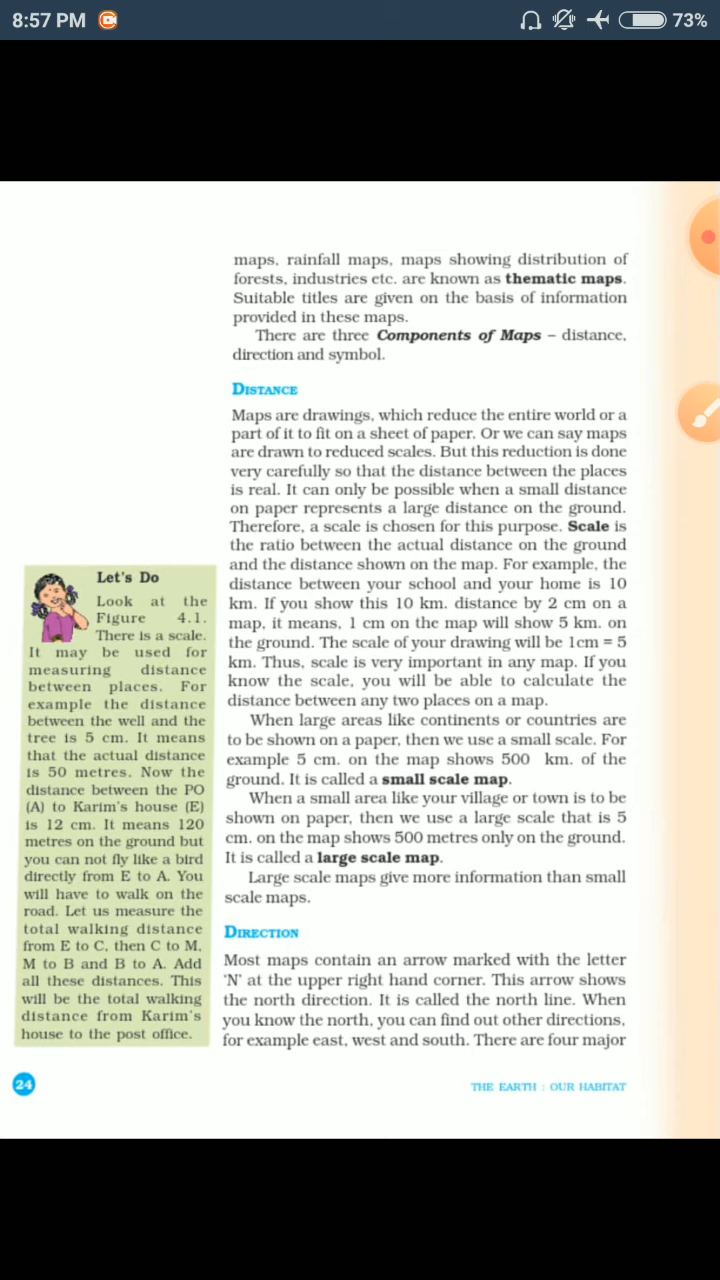 8:57 PM
73%
maps, rainfall maps, maps showing distribution of
forests, industries etc. are known as thematic maps.
Suitable titles are given on the basis of information
provided in these maps.
There are three Components of Maps – distance,
direction and symbol.
DISTANCE
Maps are drawings, which reduce the entire world or a
part of it to fit on a sheet of paper. Or we can say maps
are drawn to reduced scales. But this reduction is done
very carefully so that the distance between the places
is real. It can only be possible when a small distance
on paper represents a large distance on the ground.
Therefore, a scale is chosen for this purpose. Scale is
the ratio between the actual distance on the ground
and the distance shown on the map. For example, the
distance between your school and your home is 10
km. If you show this 10 km. distance by 2 cm on a
map, it means, 1 cm on the map will show 5 km. on
the ground. The scale of your drawing will be 1cm = 5
km. Thus, scale is very important in any map. If you
know the scale, you will be able to calculate the
distance between any two places on a map.
When large areas like continents or countries are
to be shown on a paper, then we use a small scale. For
example 5 cm. on the map shows 500 km. of the
ground. It is called a small scale map.
When a small area like your village or town is to be
shown on paper, then we use a large scale that is 5
cm. on the map shows 500 metres only on the ground.
It is called a large scale map.
Large scale maps give more information than small
scale maps.
DIRECTION
Most maps contain an arrow marked with the letter
'N' at the upper right hand corner. This arrow shows
the north direction. It is called the north line. When
you know the north, you can find out other directions,
for example east, west and south. There are four major
Let's Do
Look at the
Figure 4.1.
There is a scale.
It may be used for
measuring distance
between places. For
example the distance
between the well and the
tree is 5 cm. It means
that the actual distance
is 50 metres. Now the
distance between the PO
(A) to Karim's house (E)
is 12 cm. It means 120
metres on the ground but
you can not fly like a bird
directly from E to A. You
will have to walk on the
road. Let us measure the
total walking distance
from E to C, then C to M,
M to B and B to A. Add
all these distances. This
will be the total walking
distance from Karim's
house to the post office.
24
THE EARTH : OUR HABITAT